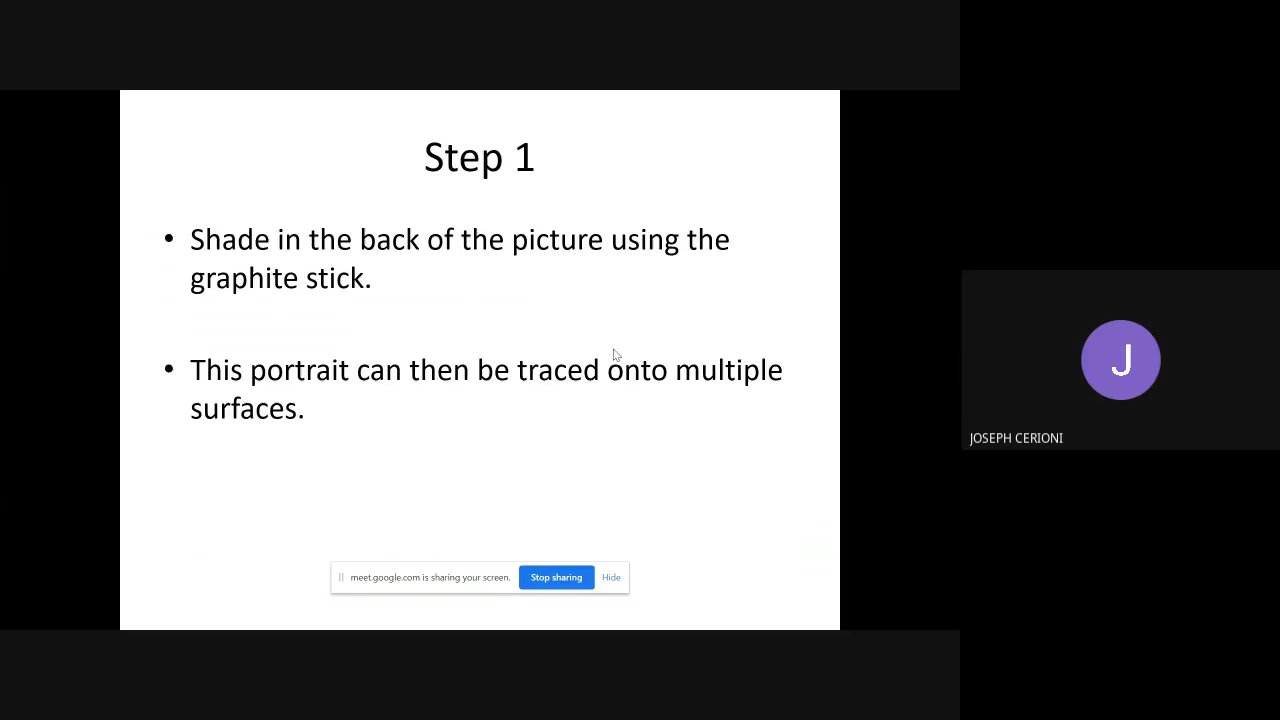 Step 1
• Shade in the back of the picture using the
graphite stick.
• This portrait can then be traced onto multiple
surfaces.
J
JOSEPH CERIONI
meet.google.com is sharing your screen. Stop sharing Hide